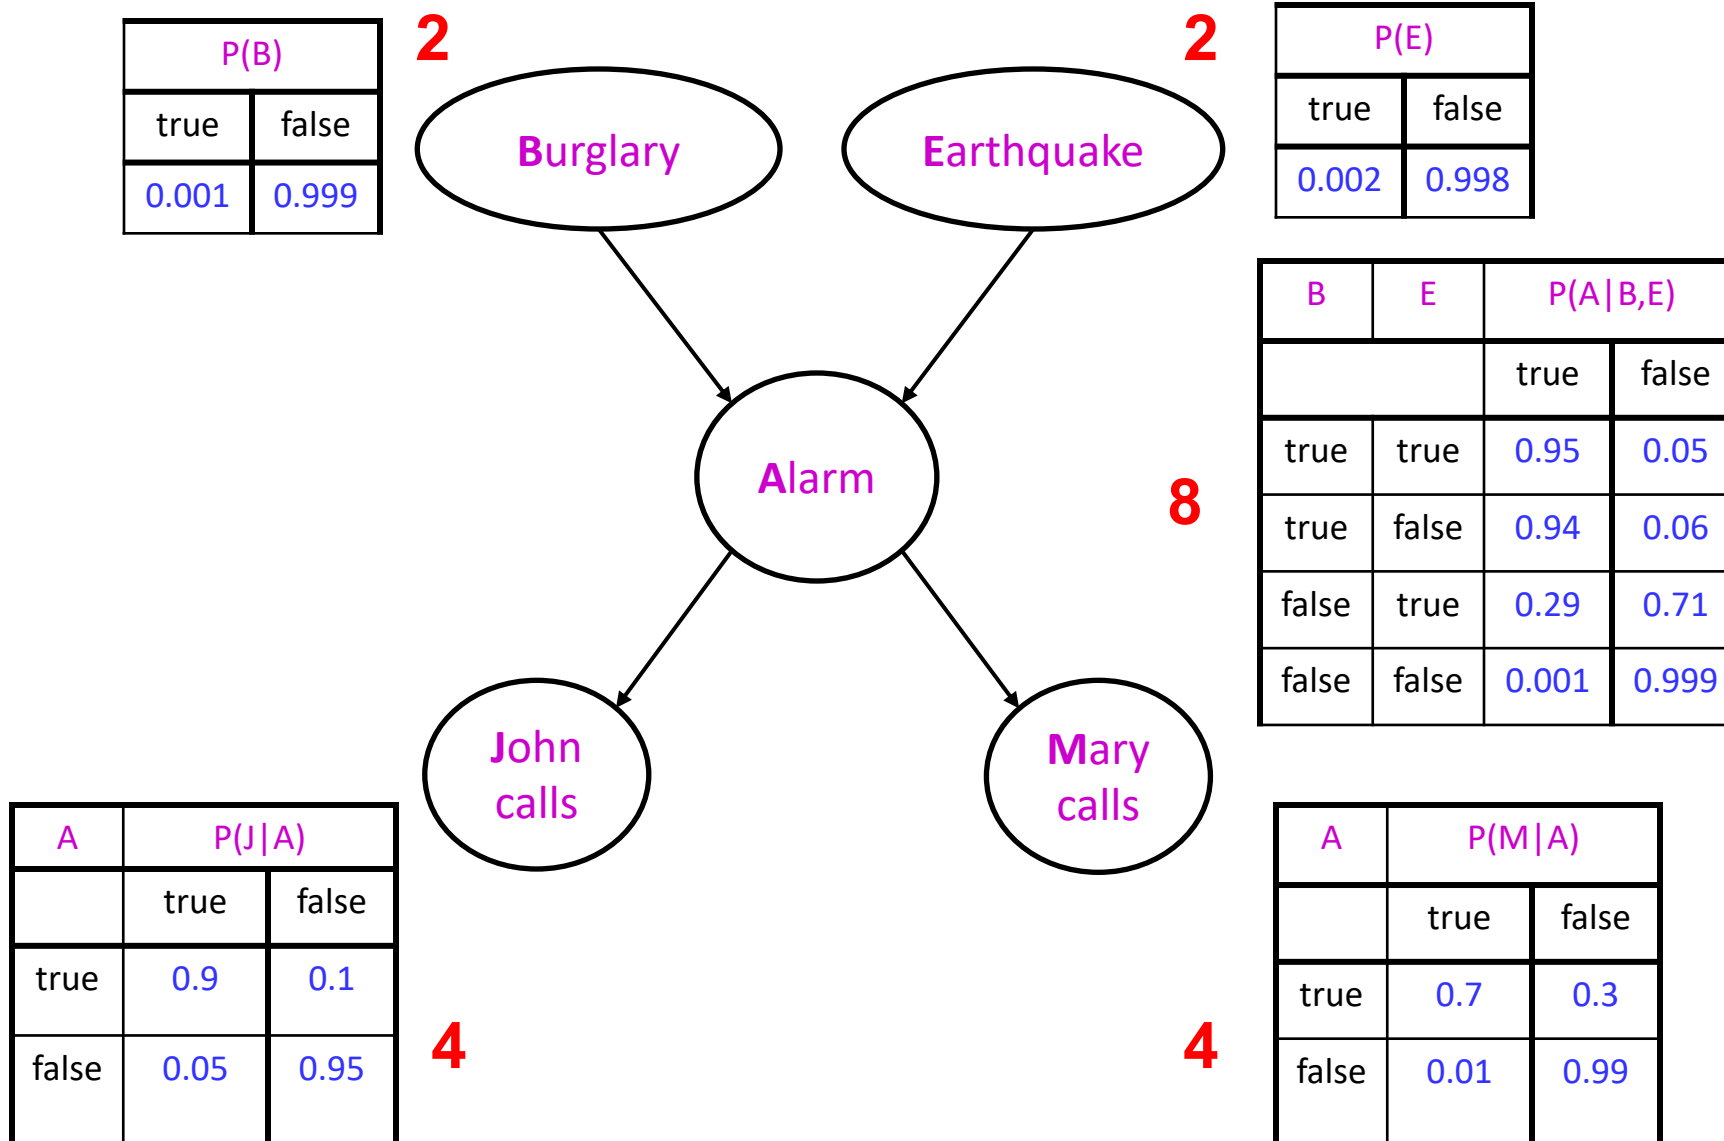 P(B)
true false
0.001 0.999
2
Burglary
2
Earthquake
P(E)
true false
0.002 0.998
Alarm
8
B E P(A|B,E)
true false
true true 0.95 0.05
true false 0.94 0.06
false true 0.29 0.71
false false 0.001 0.999
John
calls
Mary
calls
A P(J|A)
true false
true 0.9 0.1
false 0.05 0.95
4
4
A P(M|A)
true false
true 0.7 0.3
false 0.01 0.99